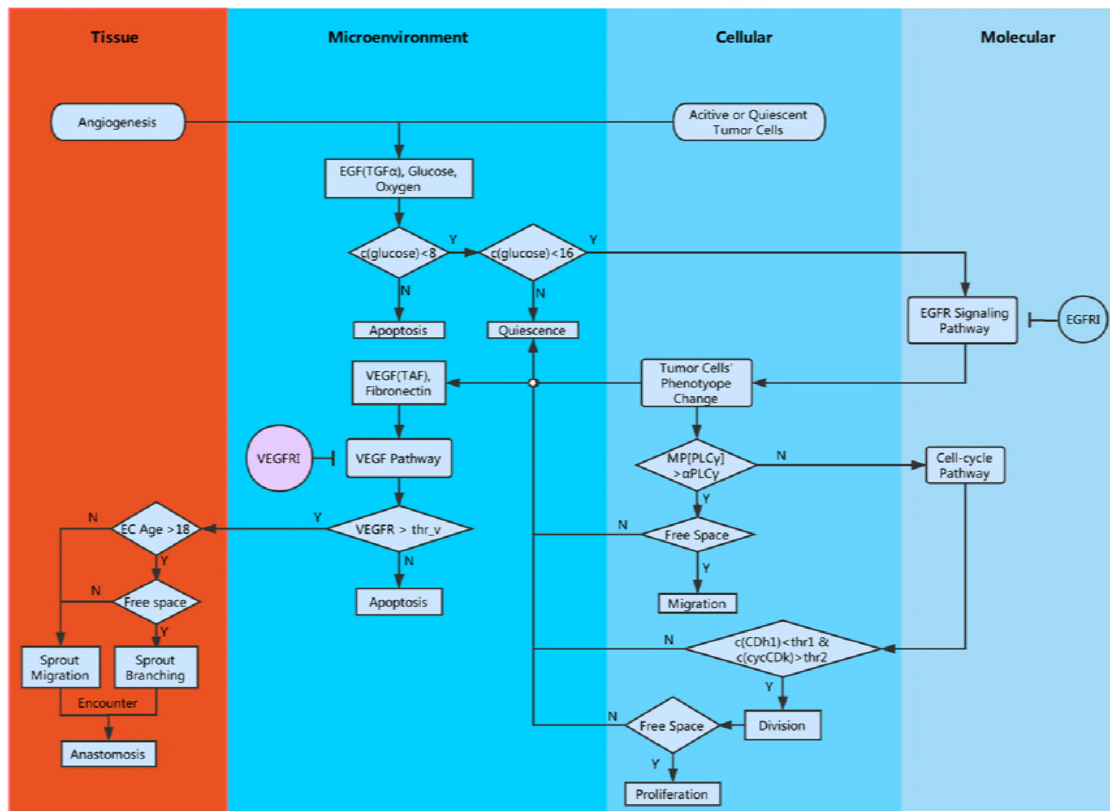 Tissue
Microenvironment
Cellular
Molecular
Angiogenesis
Acitive or Quiescent
Tumor Cells
EGF(TGFα), Glucose,
Oxygen
c(glucose)<8
Y
c(glucose)<16
Y
N
N
Apoptosis
Quiescence
EGFR Signaling
Pathway
EGFRI
VEGF(TAF),
Fibronectin
Tumor Cells'
Phenotyope
Change
VEGFRI
VEGF Pathway
MP[PLCγ]
>αPLCγ
N
Cell-cycle
Pathway
Y
N
EC Age >18
Y
VEGFR > thr_v
N
Free Space
Y
N
Y
N
Free space
Apoptosis
Migration
Y
N
c(CDh1)<thr1 &
c(cycCDk)>thr2
Sprout
Migration
Sprout
Branching
Y
Encounter
N
Free Space
Division
Anastomosis
Y
Proliferation